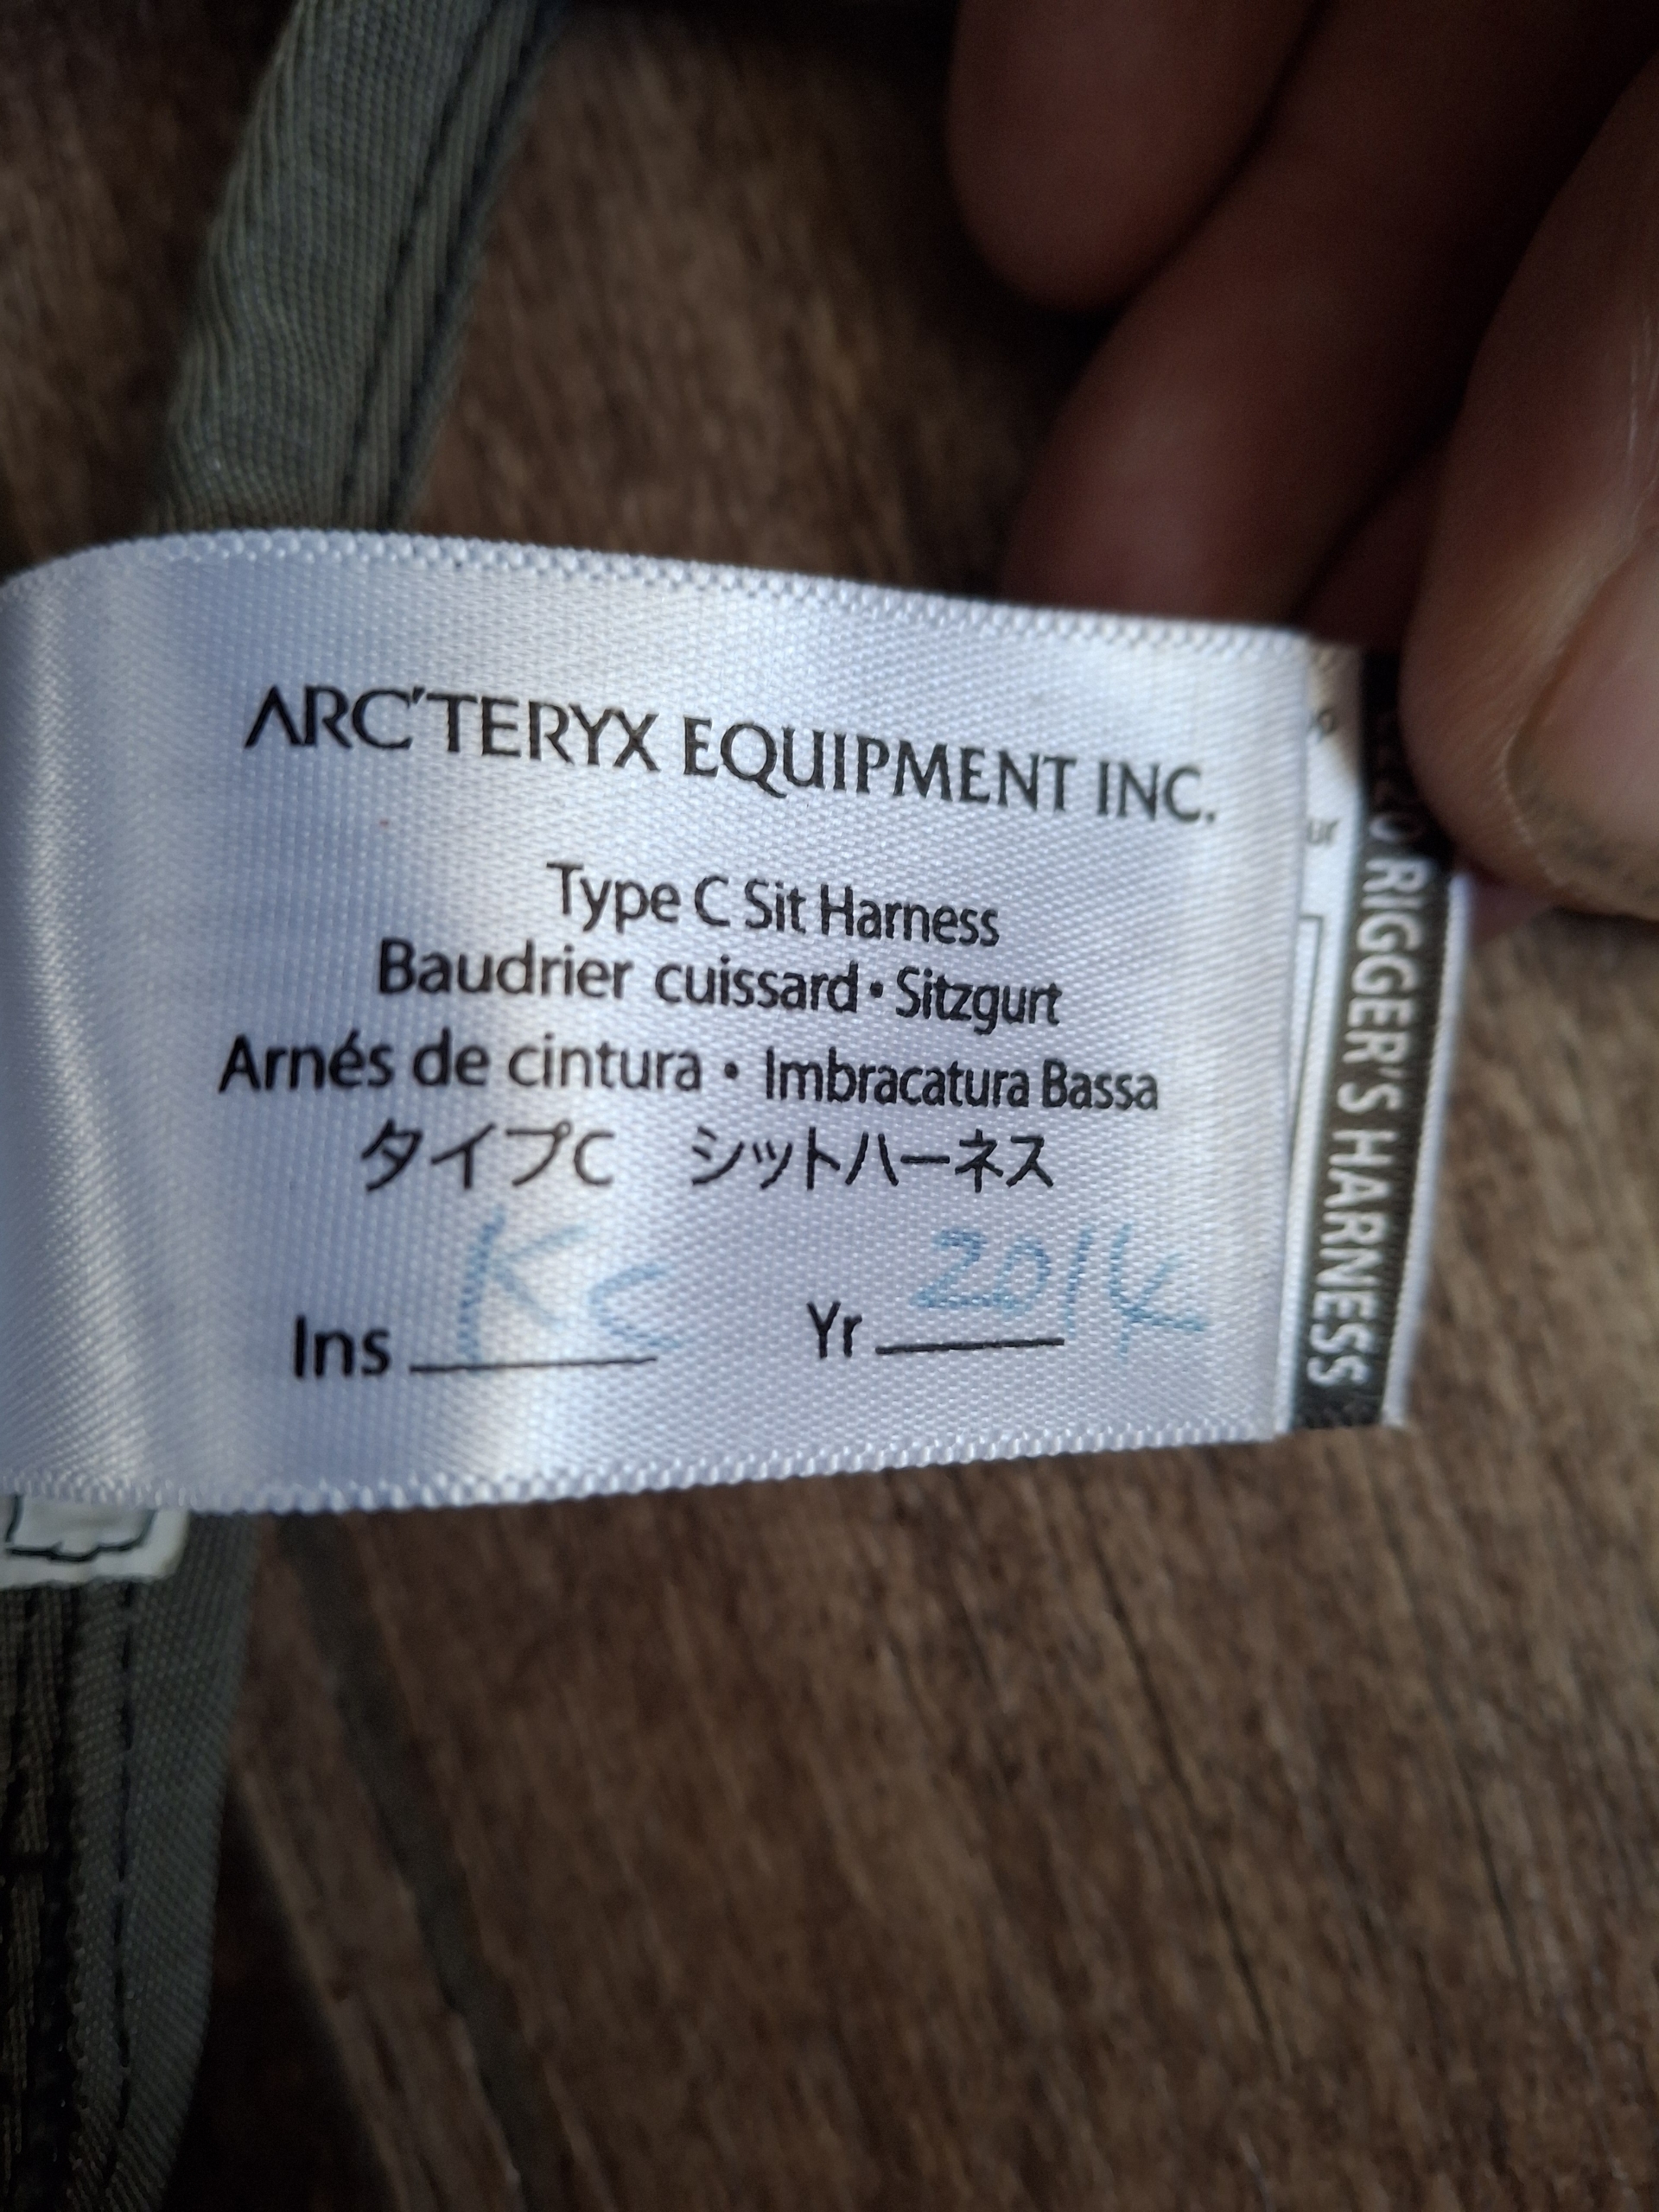 ARC'TERYX EQUIPMENT INC.
Type C Sit Harness
Baudrier cuissard • Sitzgurt
Arnés de cintura • Imbracatura Bassa
タイプC シットハーネス
Ins KC Yr 2014
RIGGER'S HARNESS